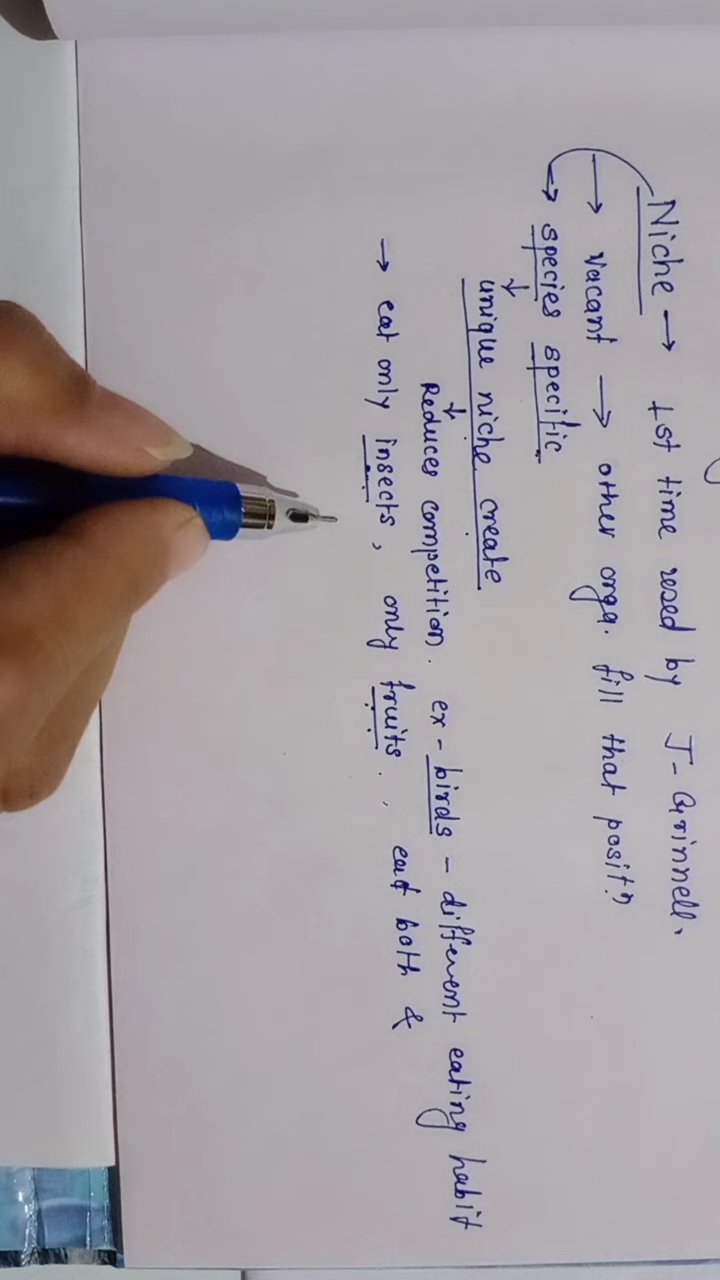 Niche → 1st time used by J-Grinnell.
→ Vacant → other orga. fill that positn
→ species specific
↓
unique niche create
↓
Reduces competition. ex - birds - different eating habit
→ eat only insects, only fruits., eat both &